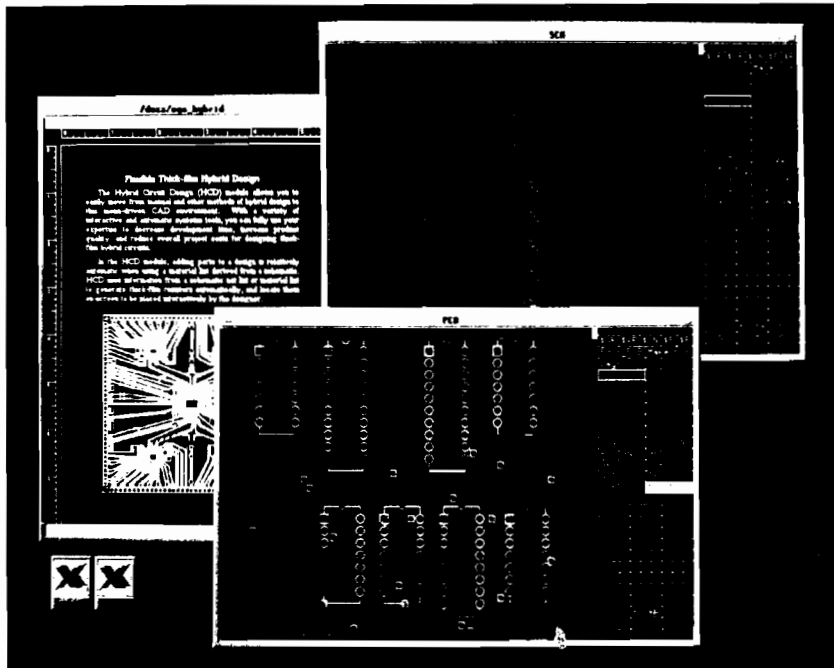 SCH
Flexible Thick-film Hybrid Design
The Hybrid Circuit Design (HCD) module allows you to
easily move from manual and other methods of hybrid design to
this menu-driven CAD environment. With a variety of
interactive and automatic systems tools, you can fully use your
expertise to decrease development time, increase product
quality, and reduce overall project costs for designing thick-
film hybrid circuits.
In the HCD module, adding parts to a design is relatively
automatic when using a material list derived from a schematic.
HCD uses information from a schematic net list or material list
to generate thick-film resistors automatically, and locate them
on screen to be placed interactively by the designer.
PCB